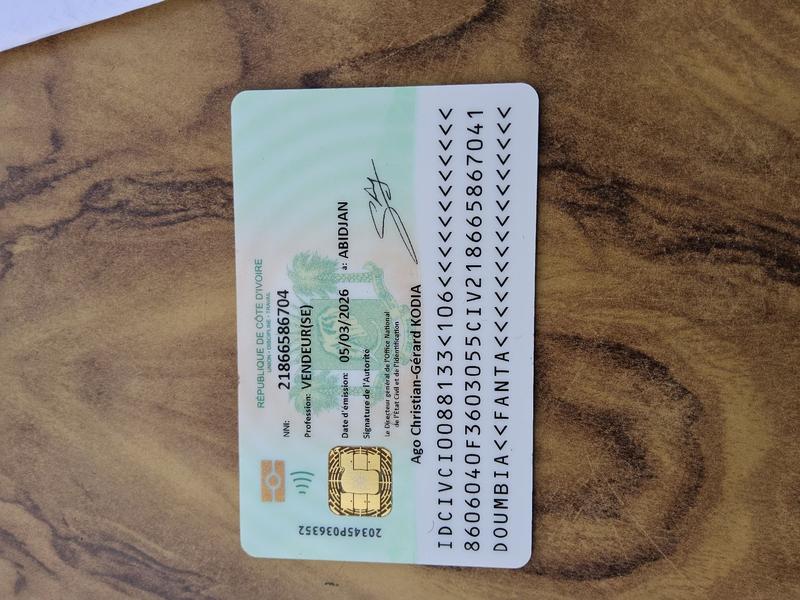 RÉPUBLIQUE DE CÔTE D'IVOIRE
UNION - DISCIPLINE - TRAVAIL
NNI: 21866586704
Profession: VENDEUR(SE)
Date d'émission: 05/03/2026 à: ABIDJAN
Signature de l'Autorité
Le Directeur général de l'Office National
de l'Etat Civil et de l'Identification
Ago Christian-Gérard KODIA
20345P036352
IDCIVCI00088133<106<<<<<<<<<<<
8606040F3603055CIV218665867041
DOUMBIA<<FANTA<<<<<<<<<<<<<<<<